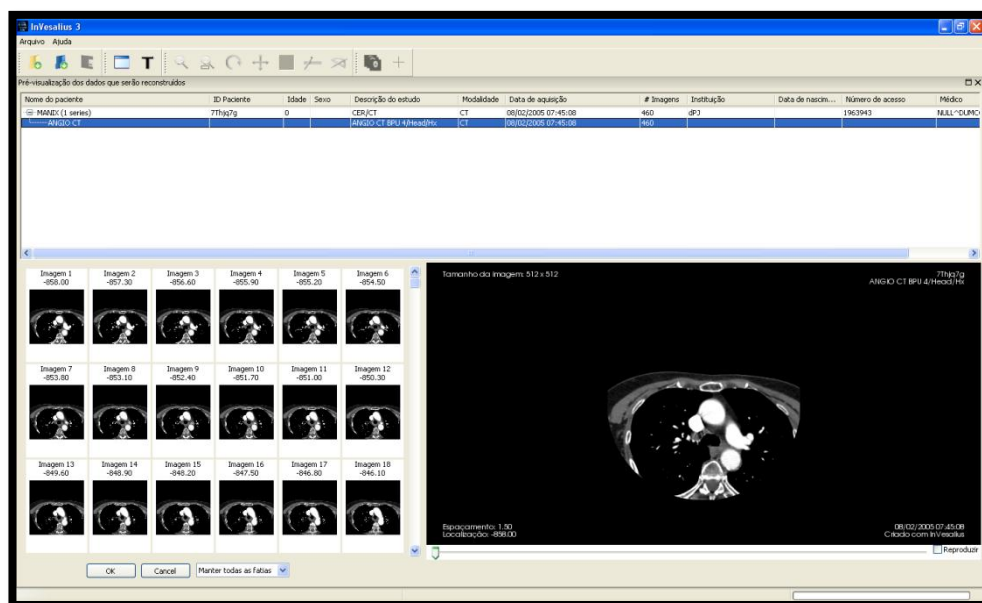 InVesalius 3
Arquivo Ajuda
T
Pré-visualização dos dados que serão reconstruídos
Nome do paciente ID Paciente Idade Sexo Descrição do estudo Modalidade Data de aquisição # Imagens Instituição Data de nascim... Número de acesso Médico
MANIX (1 series) 7Thjq7g 0 CER/CT CT 08/02/2005 07:45:08 460 dPJ 1963943 NULL^DUMC
ANGIO CT ANGIO CT BPU 4/Head/Hx CT 08/02/2005 07:45:08 460
Imagem 1 Imagem 2 Imagem 3 Imagem 4 Imagem 5 Imagem 6
-858.00 -857.30 -856.60 -855.90 -855.20 -854.50
Imagem 7 Imagem 8 Imagem 9 Imagem 10 Imagem 11 Imagem 12
-853.80 -853.10 -852.40 -851.70 -851.00 -850.30
Imagem 13 Imagem 14 Imagem 15 Imagem 16 Imagem 17 Imagem 18
-849.60 -848.90 -848.20 -847.50 -846.80 -846.10
Tamanho da imagem: 512 x 512 7Thjq7g
ANGIO CT BPU 4/Head/Hx
Espaçamento: 1.50 08/02/2005 07:45:08
Localização: -858.00 Criado com InVesalius
Reproduzir
OK Cancel Manter todas as fatias